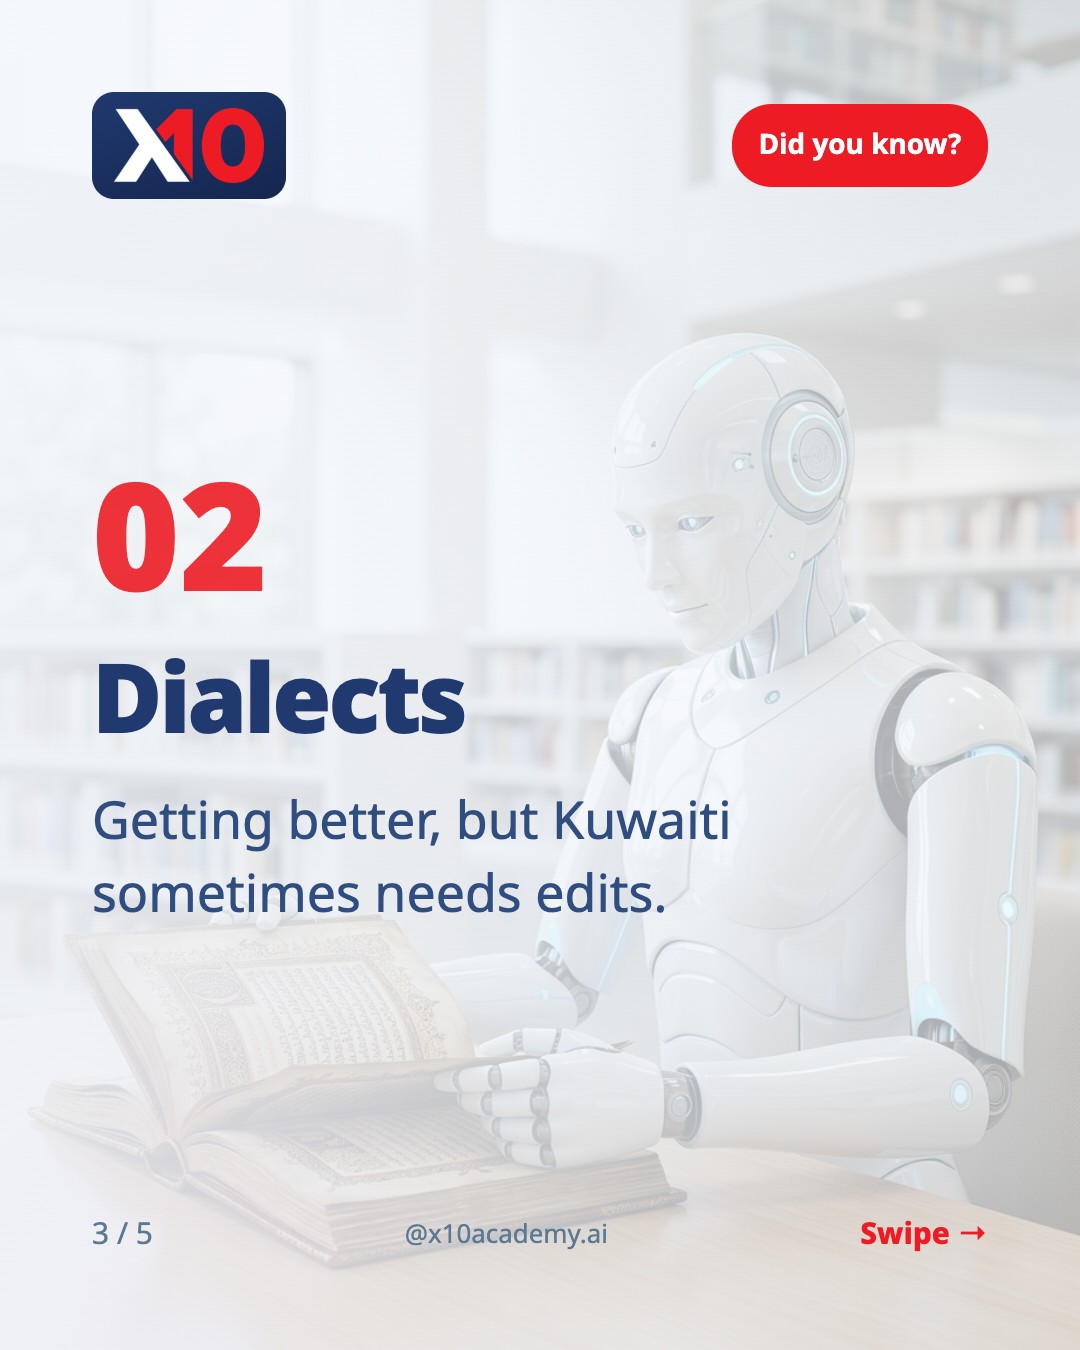 X10
Did you know?
02
Dialects
Getting better, but Kuwaiti
sometimes needs edits.
3 / 5
@x10academy.ai
Swipe →